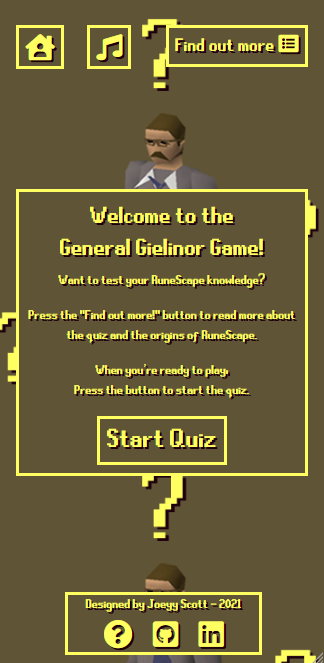 Find out more
Welcome to the
General Gielinor Game!
Want to test your RuneScape knowledge?
Press the "Find out more!" button to read more about
the quiz and the origins of RuneScape.
When you're ready to play,
Press the button to start the quiz.
Start Quiz
Designed by Joeyy Scott - 2021